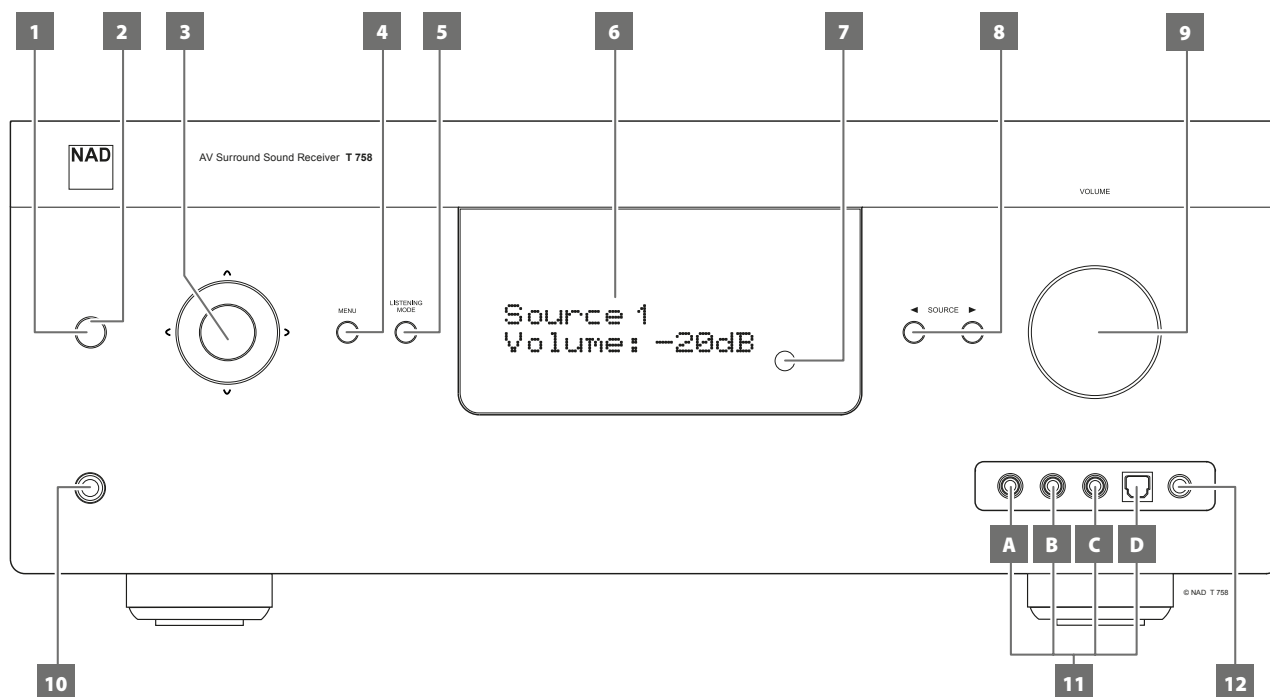 1 2 3 4 5 6 7 8 9
NAD
AV Surround Sound Receiver T 758
VOLUME
MENU
LISTENING
MODE
Source 1
Volume: -20dB
◄ SOURCE ►
A B C D
© NAD T 758
10 11 12